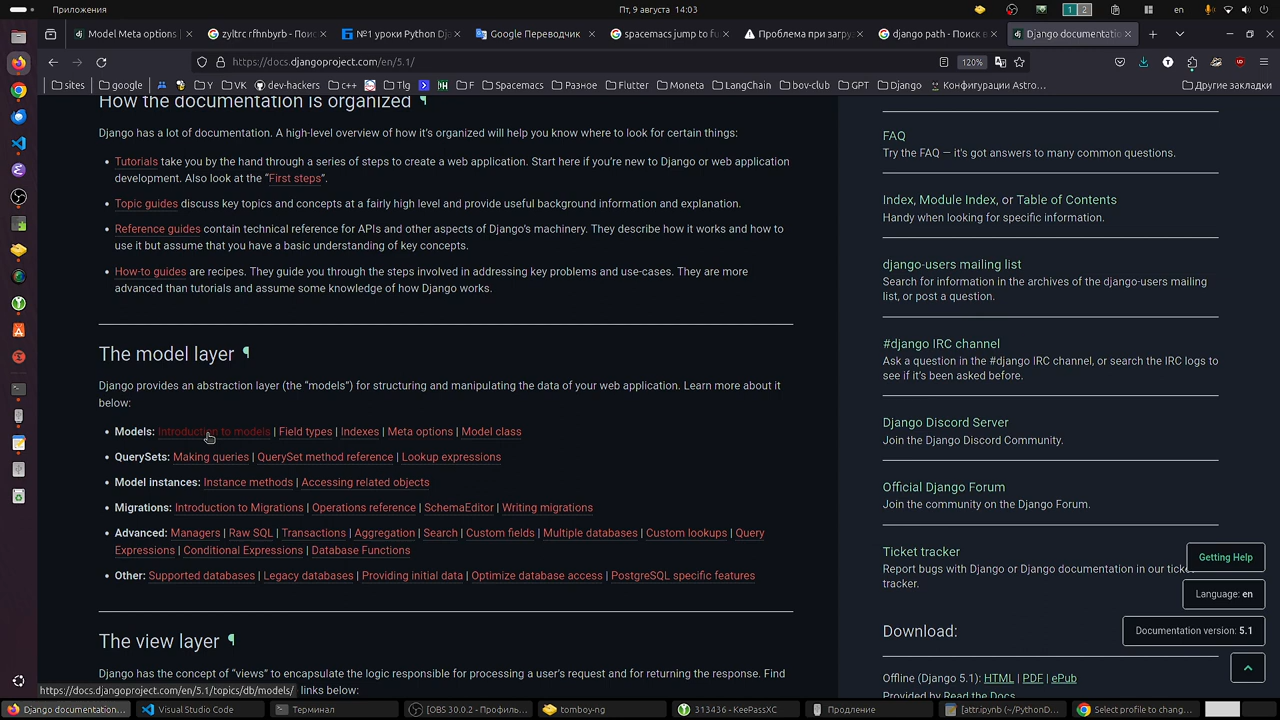 Приложения
Пт, 9 августа 14:03
1 2
en
Model Meta options
zyltrc rfhnbyrb - Поис
№1 уроки Python Dj
Google Переводчик
spacemacs jump to fu
Проблема при загру
django path - Поиск в
Django documentatio
https://docs.djangoproject.com/en/5.1/
120%
sites
google
Y
VK
dev-hackers
c++
Tlg
F
Spacemacs
Разное
Flutter
Moneta
LangChain
bov-club
GPT
Django
Конфигурации Astro…
Другие закладки
How the documentation is organized ¶
Django has a lot of documentation. A high-level overview of how it's organized will help you know where to look for certain things:
• Tutorials take you by the hand through a series of steps to create a web application. Start here if you're new to Django or web application
development. Also look at the "First steps".
• Topic guides discuss key topics and concepts at a fairly high level and provide useful background information and explanation.
• Reference guides contain technical reference for APIs and other aspects of Django's machinery. They describe how it works and how to
use it but assume that you have a basic understanding of key concepts.
• How-to guides are recipes. They guide you through the steps involved in addressing key problems and use-cases. They are more
advanced than tutorials and assume some knowledge of how Django works.
The model layer ¶
Django provides an abstraction layer (the "models") for structuring and manipulating the data of your web application. Learn more about it
below:
• Models: Introduction to models | Field types | Indexes | Meta options | Model class
• QuerySets: Making queries | QuerySet method reference | Lookup expressions
• Model instances: Instance methods | Accessing related objects
• Migrations: Introduction to Migrations | Operations reference | SchemaEditor | Writing migrations
• Advanced: Managers | Raw SQL | Transactions | Aggregation | Search | Custom fields | Multiple databases | Custom lookups | Query
Expressions | Conditional Expressions | Database Functions
• Other: Supported databases | Legacy databases | Providing initial data | Optimize database access | PostgreSQL specific features
The view layer ¶
Django has the concept of "views" to encapsulate the logic responsible for processing a user's request and for returning the response. Find
links below:
https://docs.djangoproject.com/en/5.1/topics/db/models/
FAQ
Try the FAQ — it's got answers to many common questions.
Index, Module Index, or Table of Contents
Handy when looking for specific information.
django-users mailing list
Search for information in the archives of the django-users mailing
list, or post a question.
#django IRC channel
Ask a question in the #django IRC channel, or search the IRC logs to
see if it's been asked before.
Django Discord Server
Join the Django Discord Community.
Official Django Forum
Join the community on the Django Forum.
Ticket tracker
Report bugs with Django or Django documentation in our ticket
tracker.
Getting Help
Language: en
Download:
Documentation version: 5.1
Offline (Django 5.1): HTML | PDF | ePub
Provided by Read the Docs
Django documentation…
Visual Studio Code
Терминал
[OBS 30.0.2 - Профиль…
tomboy-ng
313436 - KeePassXC
Продление
[attr.ipynb (~/PythonD…
Select profile to chang…